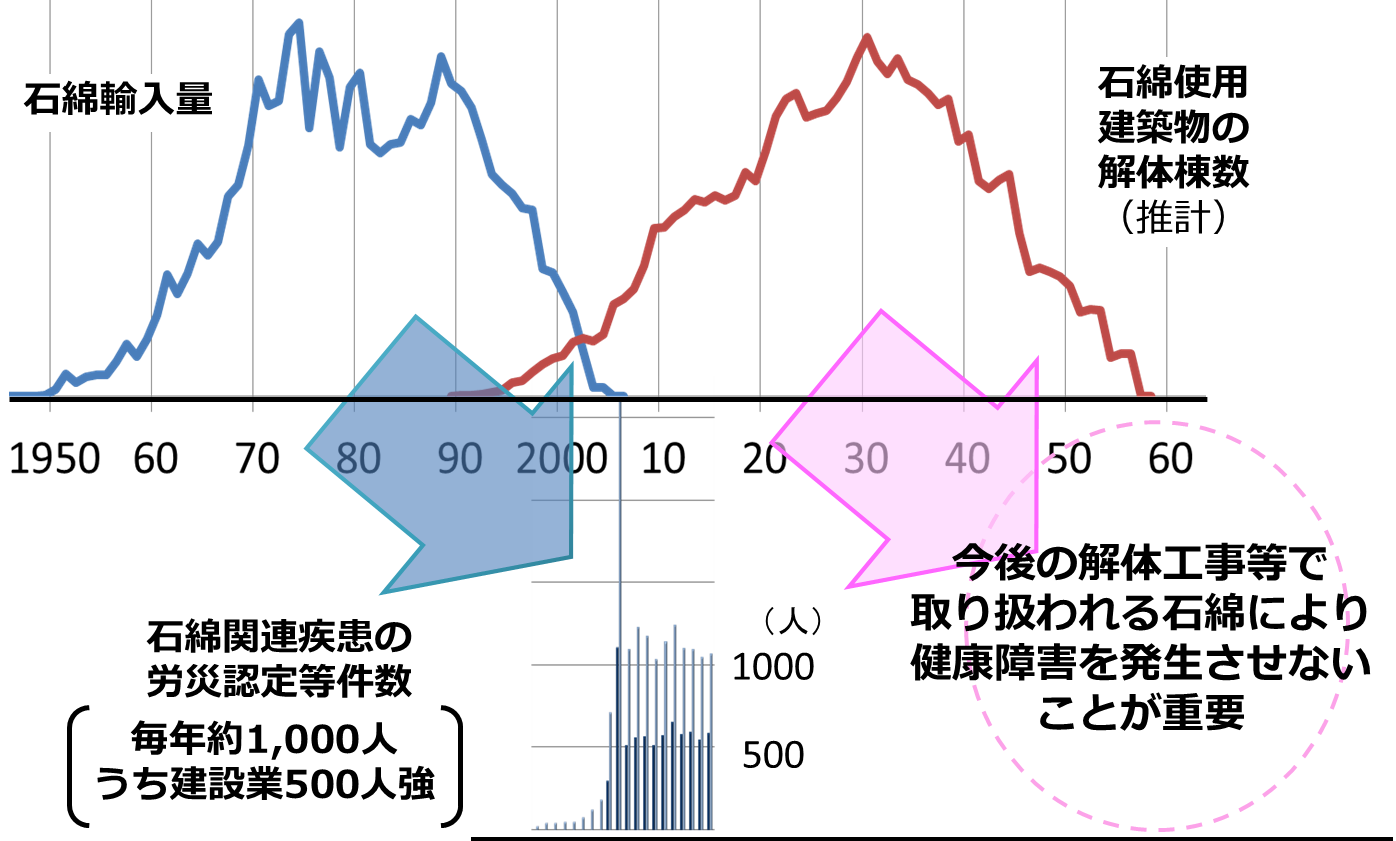 石綿輸入量
石綿使用
建築物の
解体棟数
（推計）
1950 60 70 80 90 2000 10 20 30 40 50 60
今後の解体工事等で
取り扱われる石綿により
健康障害を発生させない
ことが重要
（人）
1000
500
石綿関連疾患の
労災認定等件数
毎年約1,000人
うち建設業500人強